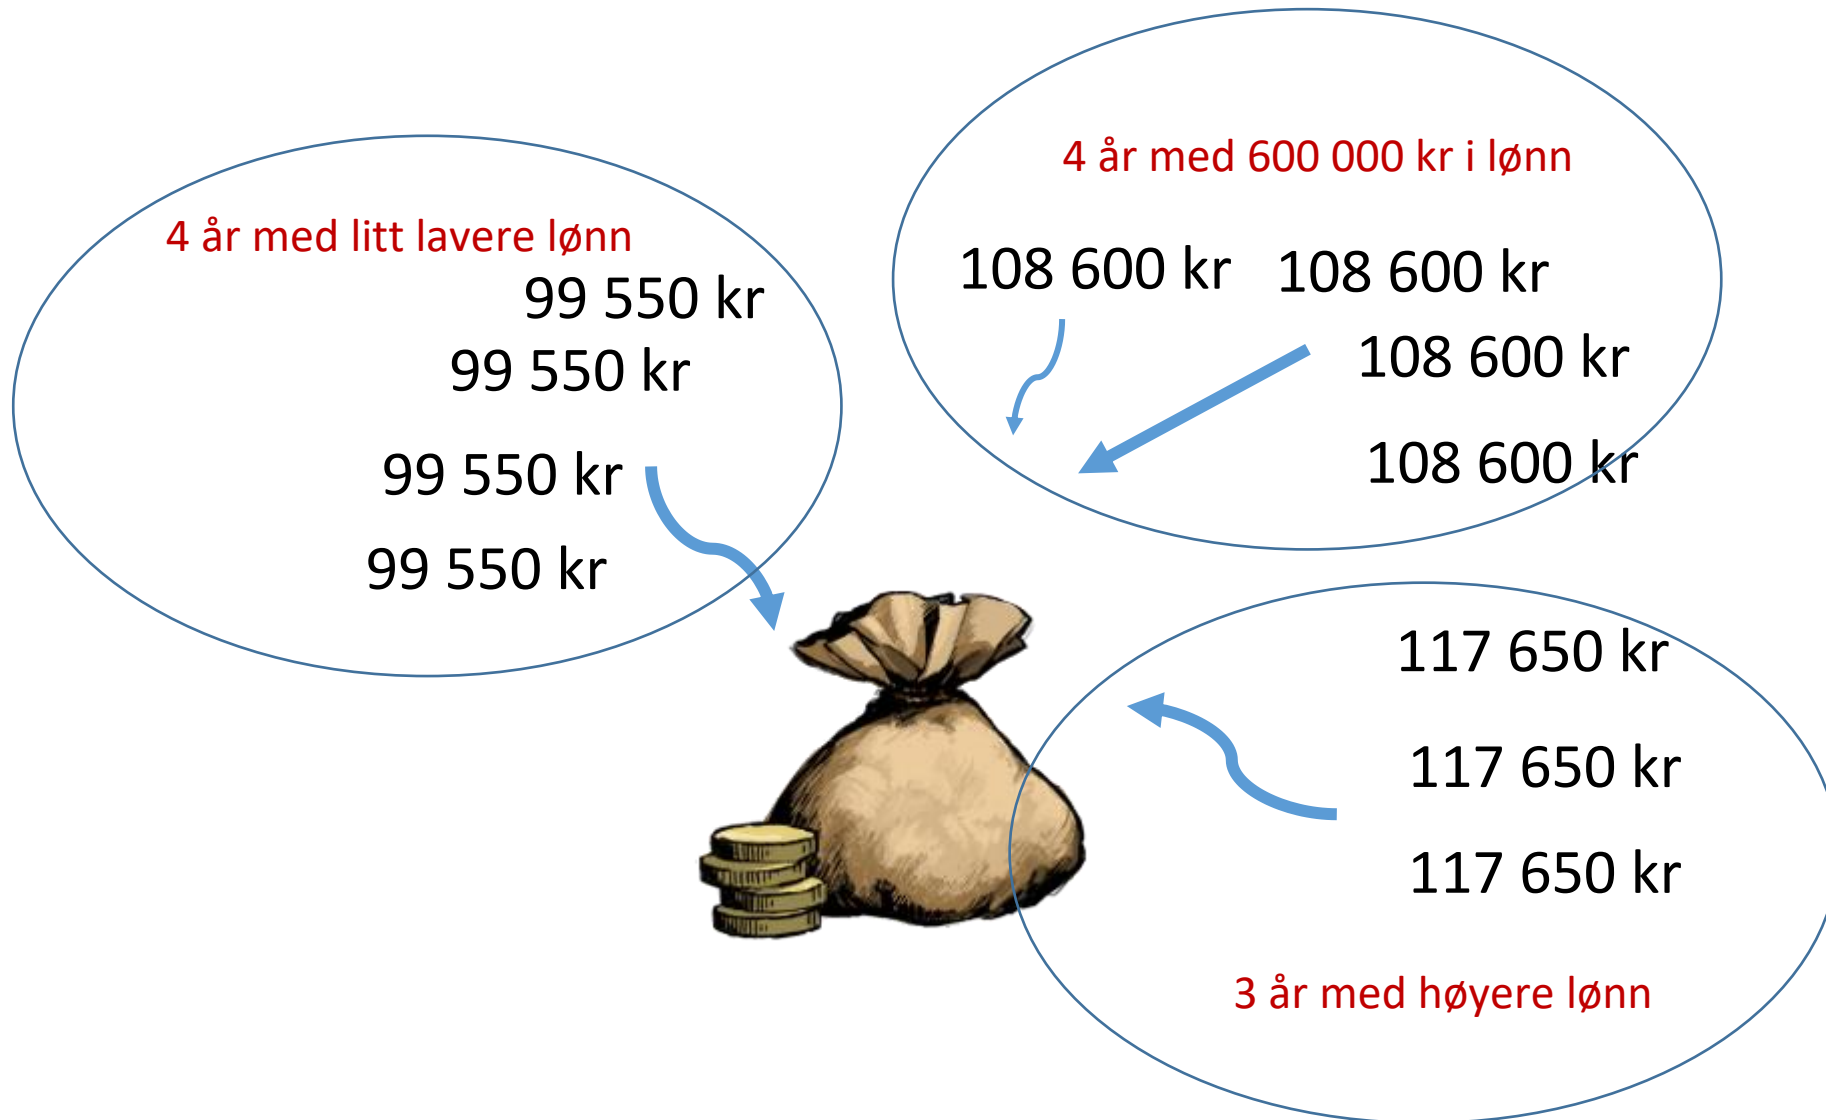 4 år med litt lavere lønn
99 550 kr
99 550 kr
99 550 kr
99 550 kr
4 år med 600 000 kr i lønn
108 600 kr 108 600 kr
108 600 kr
108 600 kr
117 650 kr
117 650 kr
117 650 kr
3 år med høyere lønn